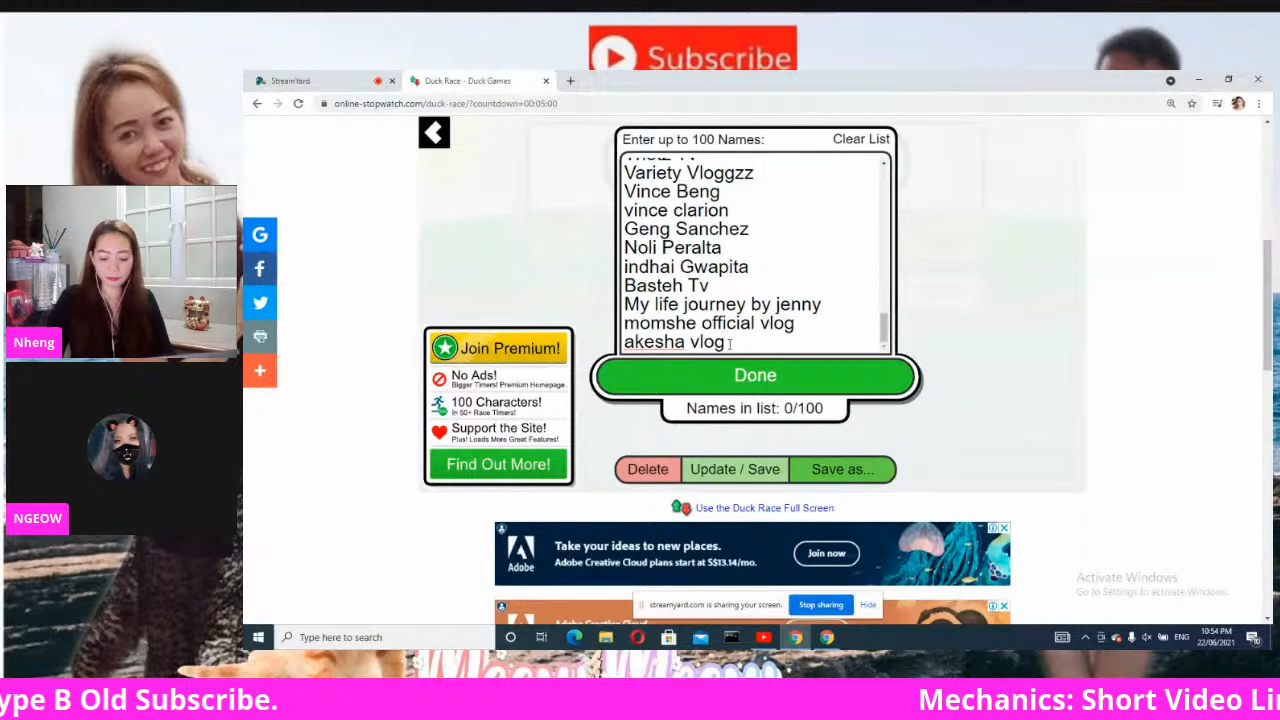 Subscribe
StreamYard
Duck Race - Duck Games
online-stopwatch.com/duck-race/?countdown=00:05:00
Enter up to 100 Names:
Clear List
Variety Vloggzz
Vince Beng
vince clarion
Geng Sanchez
Noli Peralta
indhai Gwapita
Basteh Tv
My life journey by jenny
momshe official vlog
akesha vlog
Done
Names in list: 0/100
Delete
Update / Save
Save as...
Join Premium!
No Ads!
Bigger Timers! Premium Homepage.
100 Characters!
In 50+ Race Timers!
Support the Site!
Plus! Loads More Great Features!
Find Out More!
Use the Duck Race Full Screen
Adobe
Take your ideas to new places.
Adobe Creative Cloud plans start at S$13.14/mo.
Join now
streamyard.com is sharing your screen.
Stop sharing
Hide
Activate Windows
Go to Settings to activate Windows.
Type here to search
ENG
10:54 PM
22/06/2021
Nheng
NGEOW
ype B Old Subscribe.
Mechanics: Short Video Li